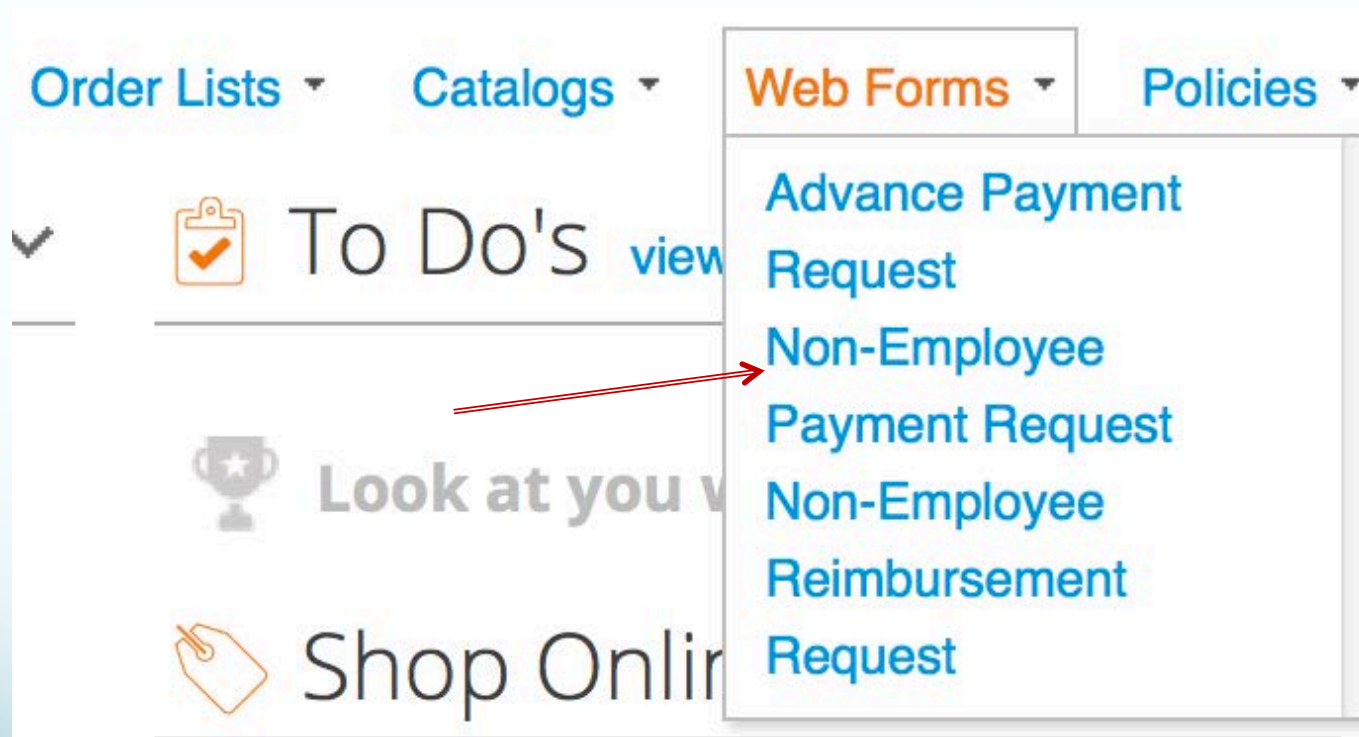 Order Lists Catalogs Web Forms Policies
To Do's view
Look at you
Shop
Advance Payment
Request
Non-Employee
Payment Request
Non-Employee
Reimbursement
Request